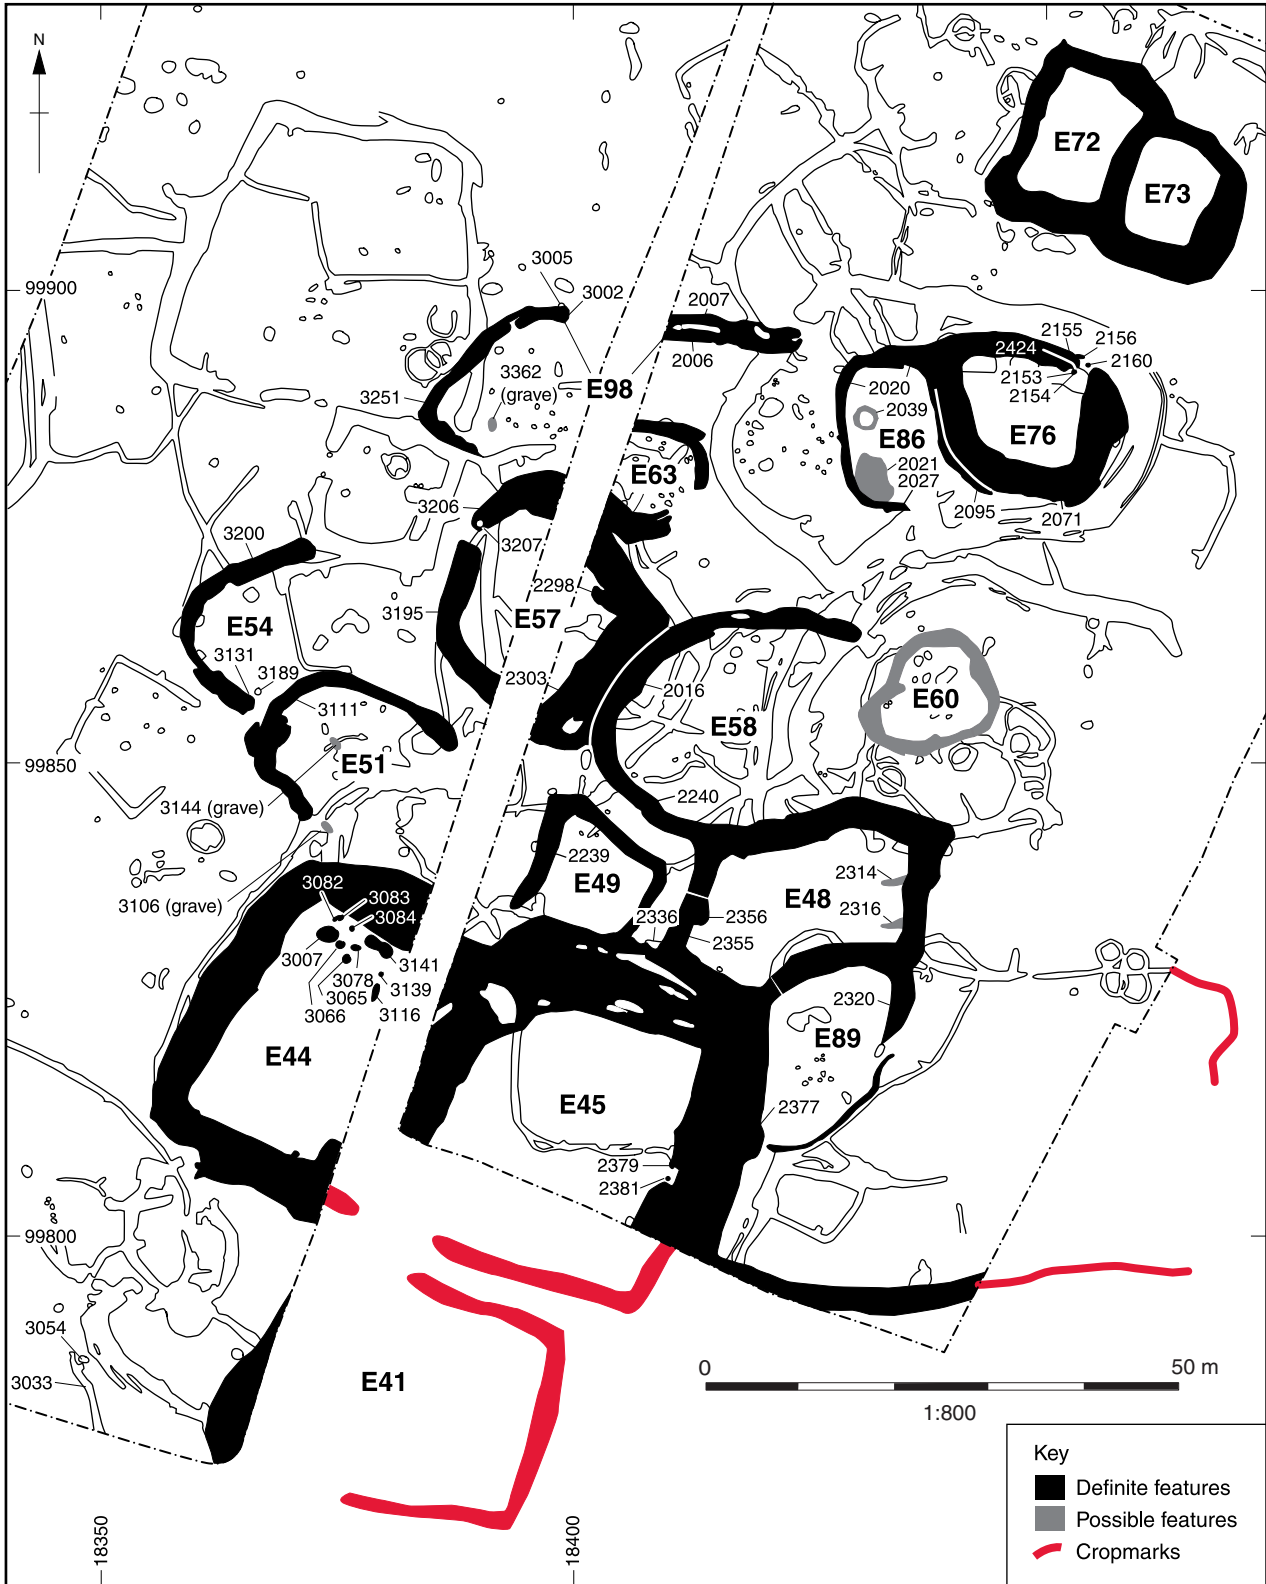 N
E72
E73
3005
99900
3002
2007
2155
2156
2424
2160
2006
2153
3362
(grave)
E98
2020
2154
3251
2039
E76
E86
E63
2021
2027
3206
2095
2071
3200
3207
2298
3195
E57
E54
3131
3189
2303
2016
3111
E60
E58
99850
E51
2240
3144 (grave)
2239
3082
E49
2314
3083
E48
3106 (grave)
2316
3084
2336
2356
2355
3007
3141
3078
3139
3065
2320
3066
3116
E89
E44
E45
2377
2379
2381
99800
3054
0
50 m
3033
E41
1:800
Key
Definite features
Possible features
Cropmarks
18350
18400